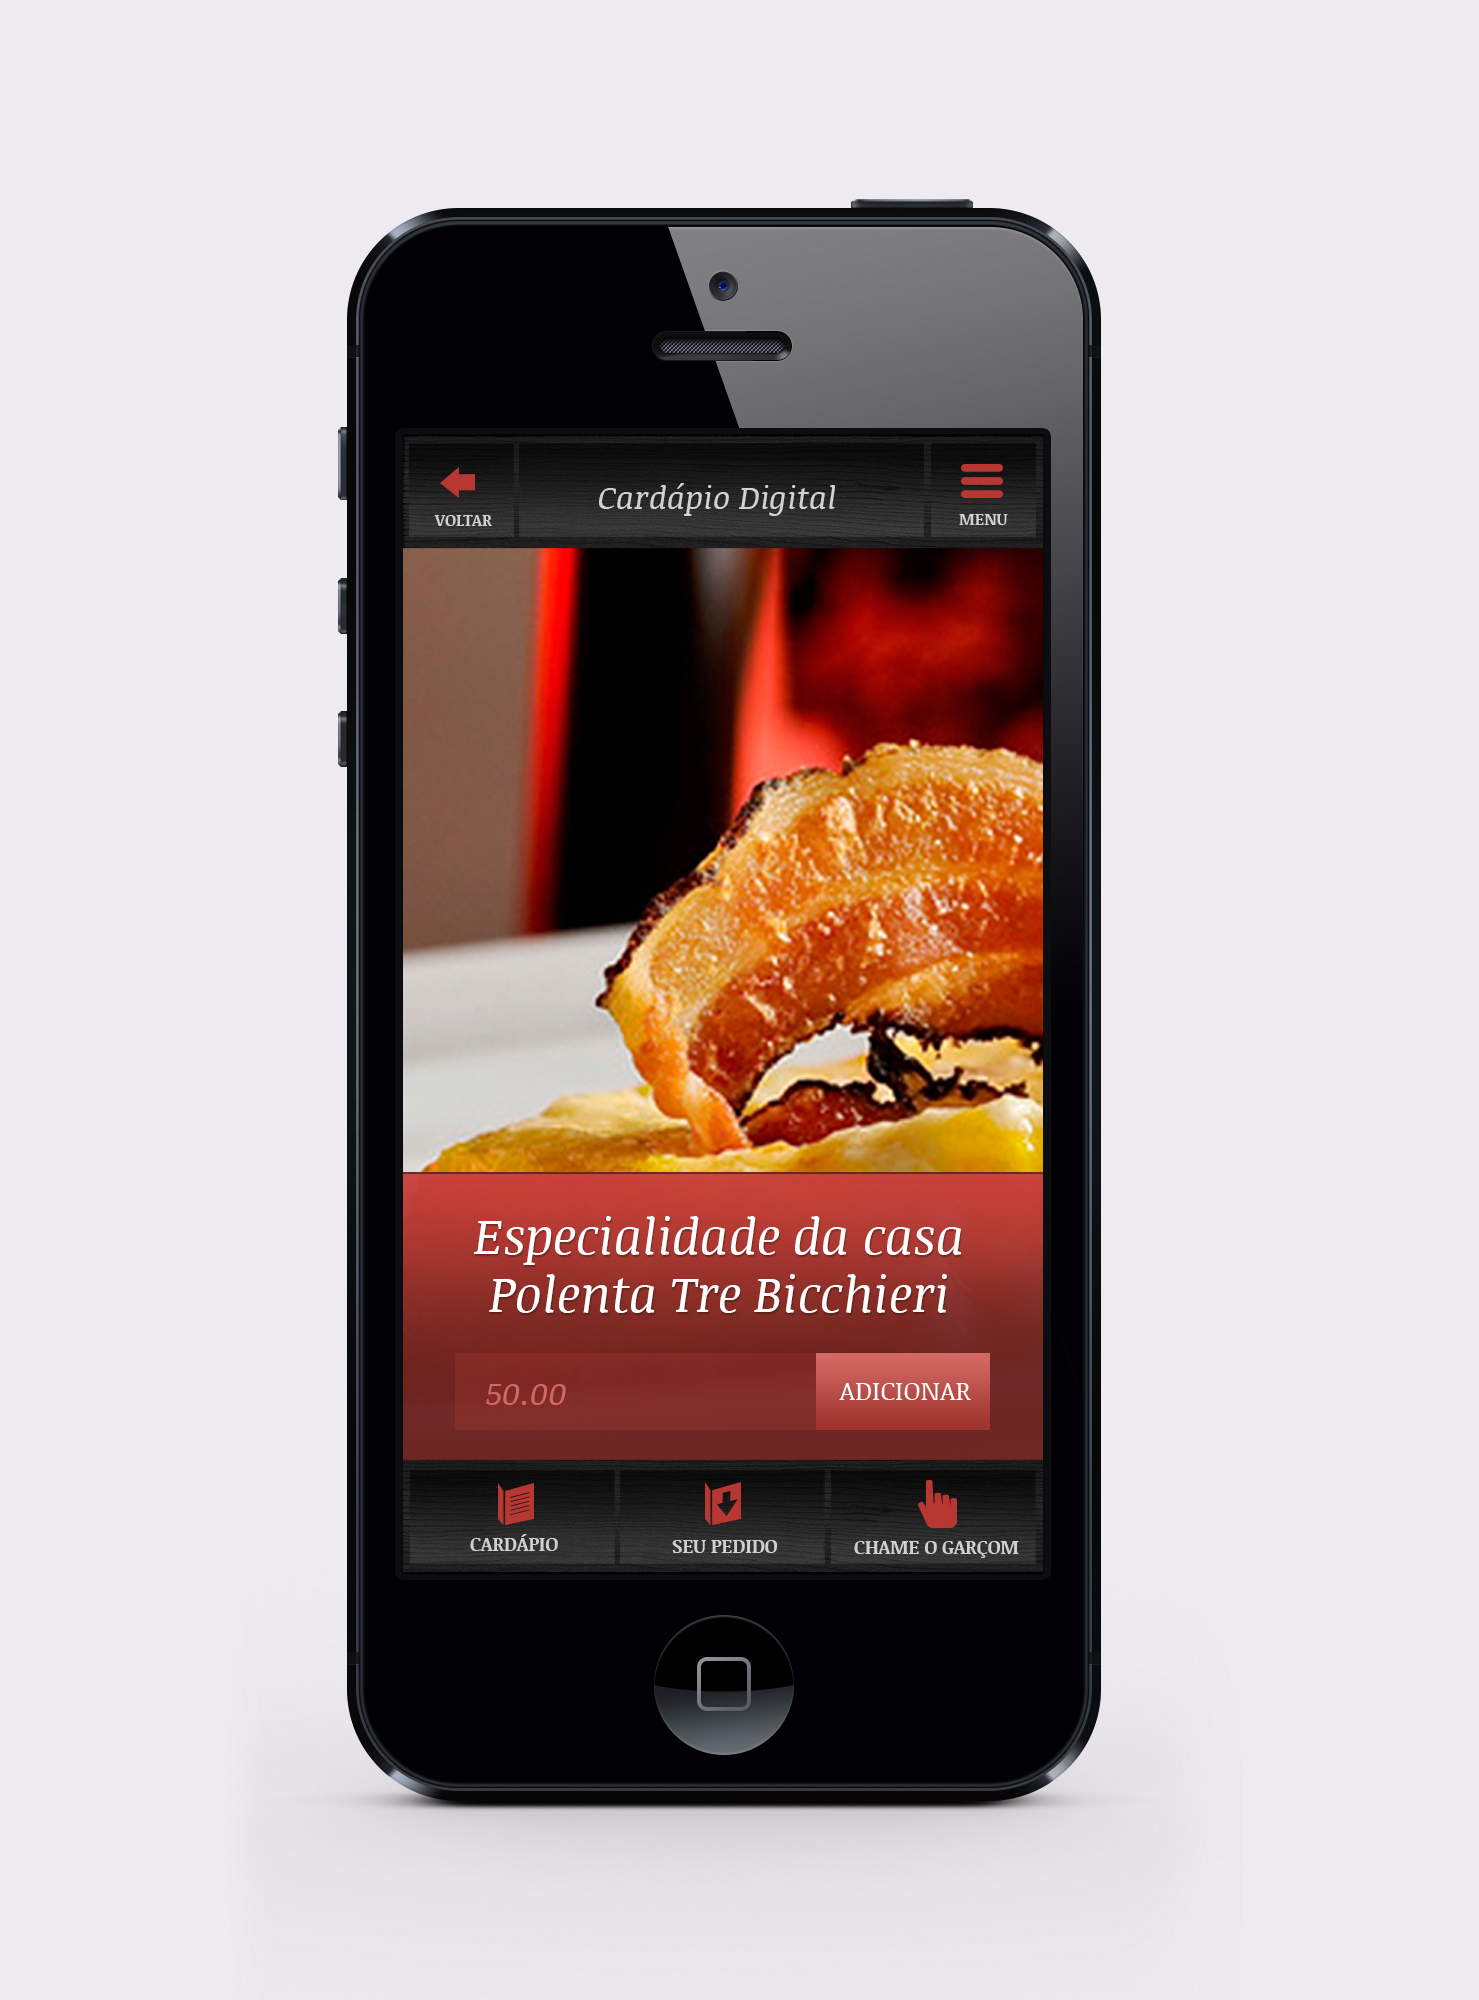 VOLTAR
Cardápio Digital
MENU
Especialidade da casa
Polenta Tre Bicchieri
50.00
ADICIONAR
CARDÁPIO
SEU PEDIDO
CHAME O GARÇOM